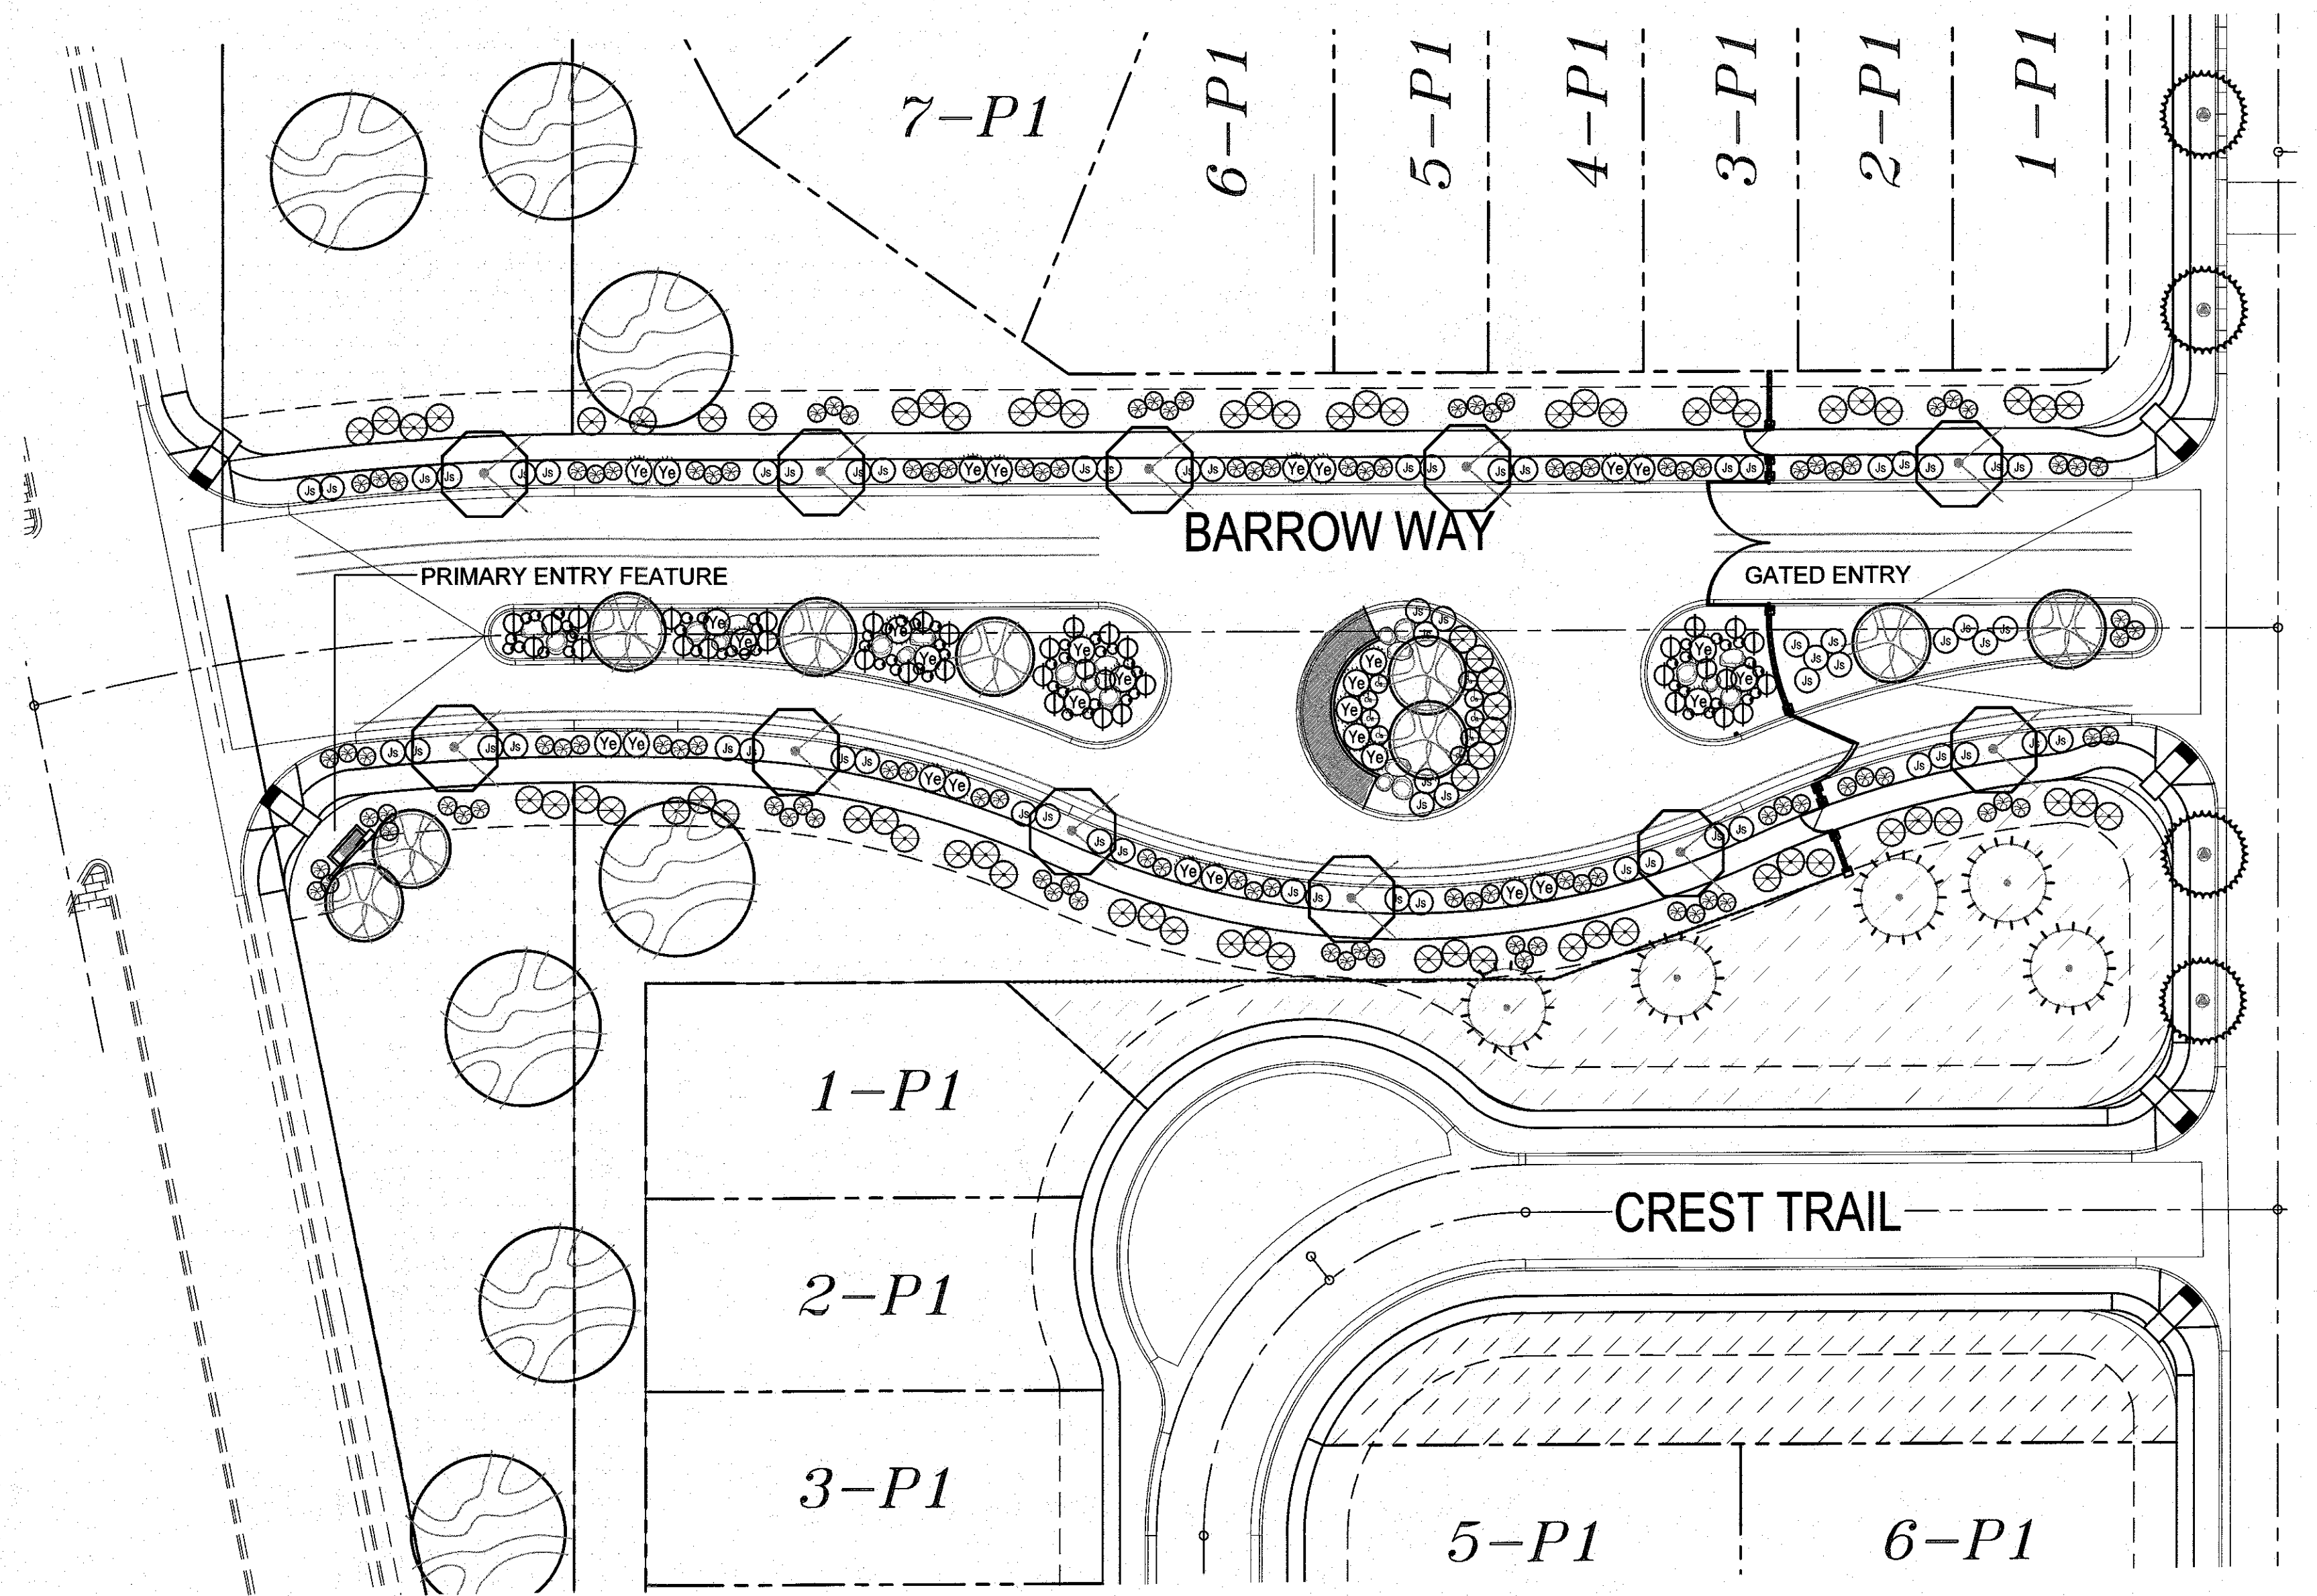 7-P1
6-P1
5-P1
4-P1
3-P1
2-P1
1-P1
BARROW WAY
PRIMARY ENTRY FEATURE
GATED ENTRY
1-P1
2-P1
CREST TRAIL
3-P1
5-P1
6-P1